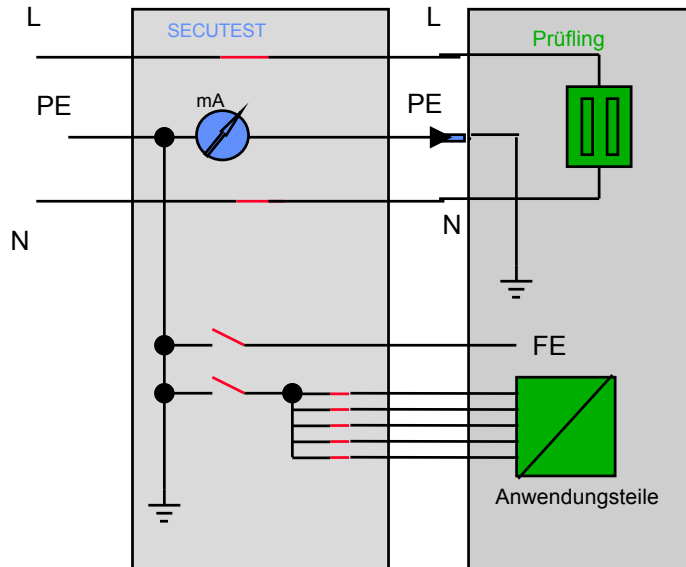 L
SECUTEST
L
Prüfling
PE
mA
PE
N
N
FE
Anwendungsteile